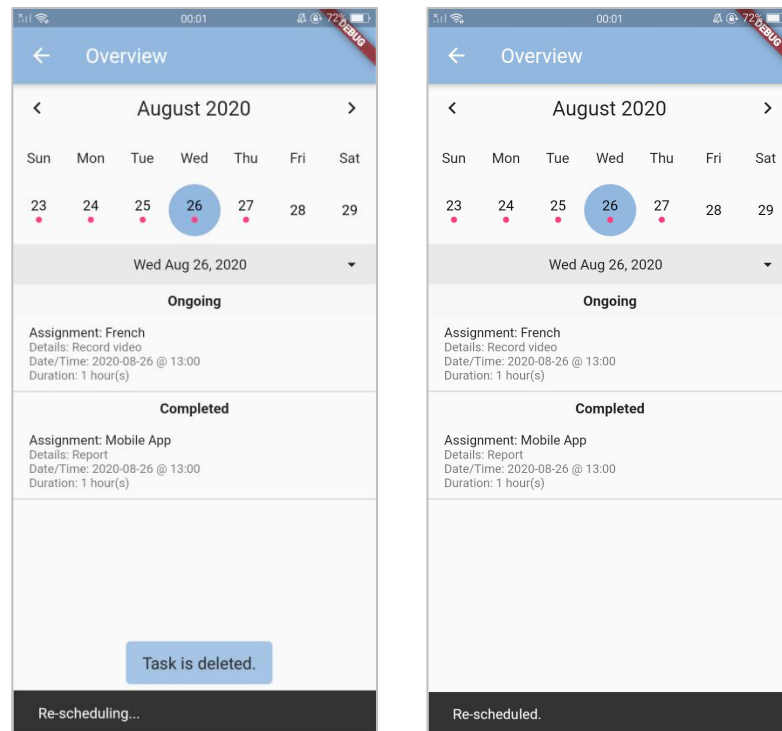 00:01
72%
DEBUG
Overview
August 2020
Sun Mon Tue Wed Thu Fri Sat
23 24 25 26 27 28 29
Wed Aug 26, 2020
Ongoing
Assignment: French
Details: Record video
Date/Time: 2020-08-26 @ 13:00
Duration: 1 hour(s)
Completed
Assignment: Mobile App
Details: Report
Date/Time: 2020-08-26 @ 13:00
Duration: 1 hour(s)
Task is deleted.
Re-scheduling...
00:01
72%
DEBUG
Overview
August 2020
Sun Mon Tue Wed Thu Fri Sat
23 24 25 26 27 28 29
Wed Aug 26, 2020
Ongoing
Assignment: French
Details: Record video
Date/Time: 2020-08-26 @ 13:00
Duration: 1 hour(s)
Completed
Assignment: Mobile App
Details: Report
Date/Time: 2020-08-26 @ 13:00
Duration: 1 hour(s)
Re-scheduled.